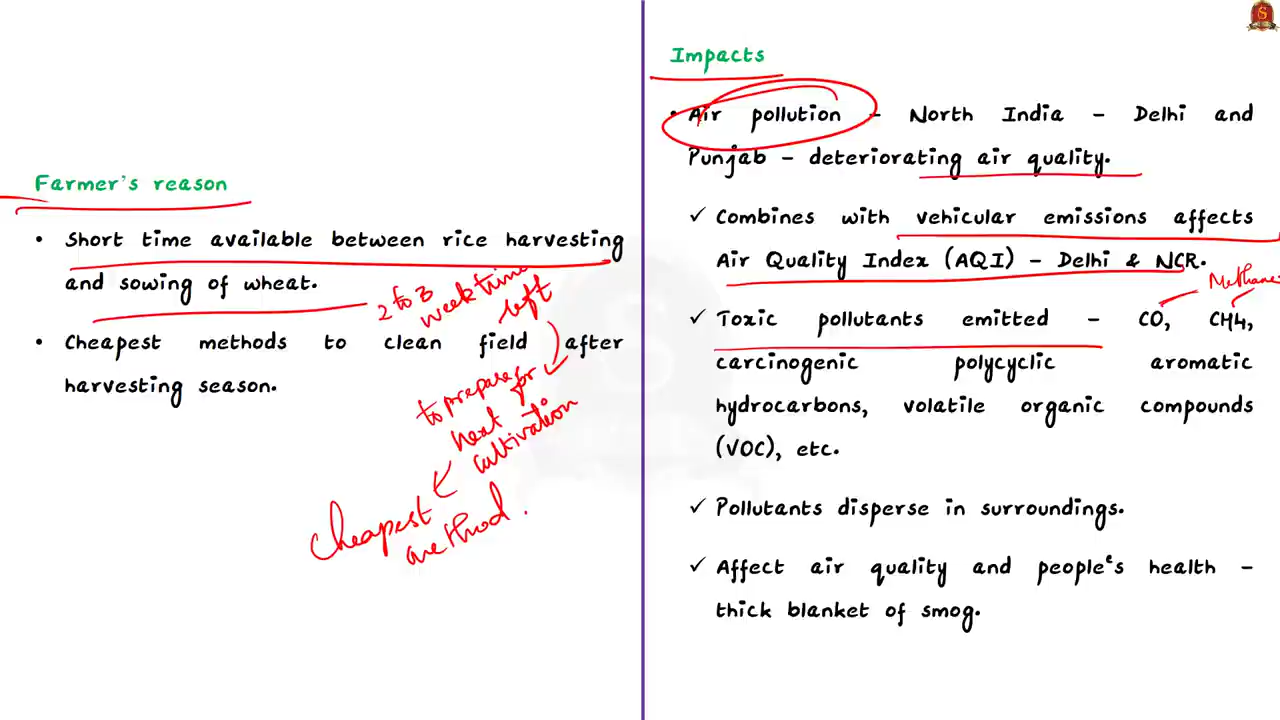 Farmer's reason
• Short time available between rice harvesting
and sowing of wheat.
2 to 3
week time
left
• Cheapest methods to clean field after
harvesting season.
to prepare for
next
cultivation
Cheapest
method.
Impacts
• Air pollution - North India - Delhi and
Punjab - deteriorating air quality.
✓ Combines with vehicular emissions affects
Air Quality Index (AQI) - Delhi & NCR.
Methane
✓ Toxic pollutants emitted - CO, CH4,
carcinogenic polycyclic aromatic
hydrocarbons, volatile organic compounds
(VOC), etc.
✓ Pollutants disperse in surroundings.
✓ Affect air quality and people's health -
thick blanket of smog.